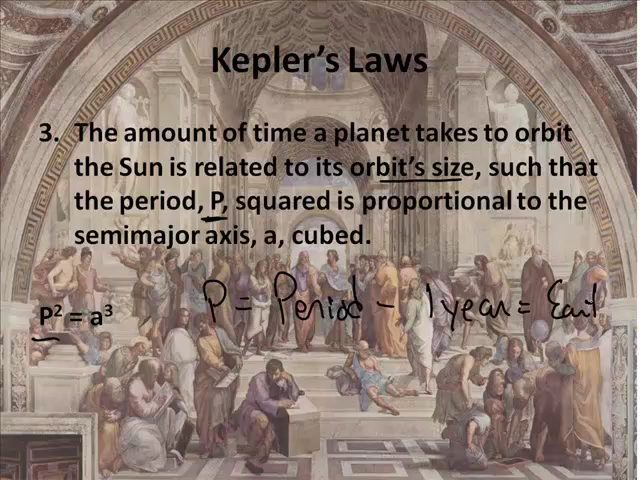 Kepler's Laws
3. The amount of time a planet takes to orbit
the Sun is related to its orbit's size, such that
the period, P, squared is proportional to the
semimajor axis, a, cubed.
P² = a³
P = Period - 1 year = Eart